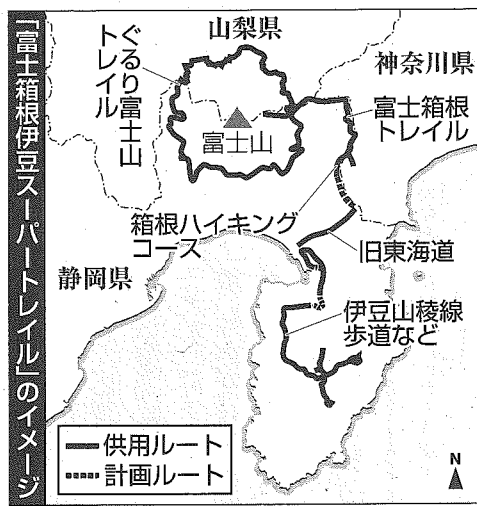 「富士箱根伊豆スーパートレイル」のイメージ
山梨県
神奈川県
ぐるり富士山
トレイル
富士山
富士箱根
トレイル
箱根ハイキング
コース
旧東海道
静岡県
伊豆山稜線
歩道など
供用ルート
計画ルート
N